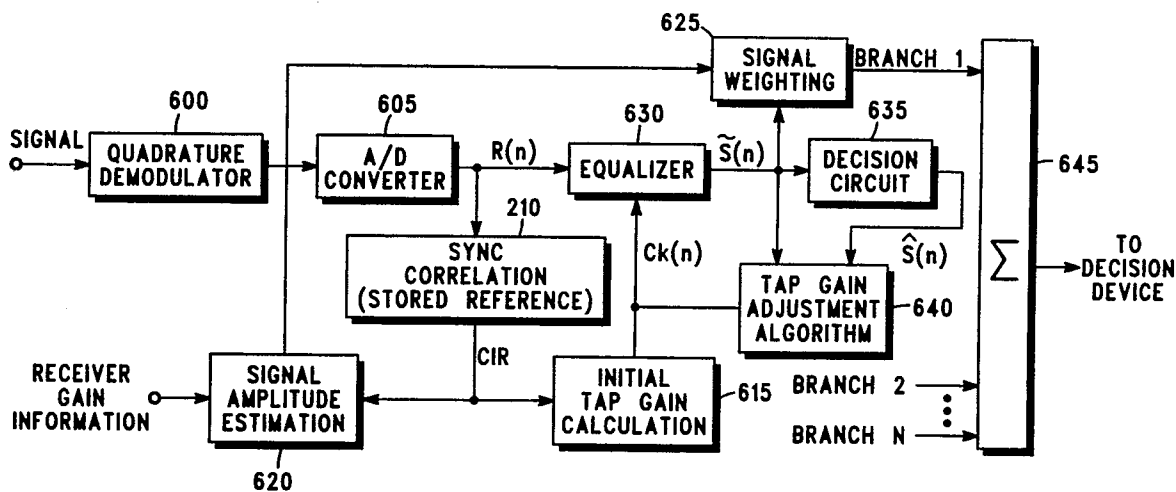 625
SIGNAL
WEIGHTING
BRANCH 1
600
605
630
635
645
SIGNAL
QUADRATURE
DEMODULATOR
A/D
CONVERTER
R(n)
EQUALIZER
S̃(n)
DECISION
CIRCUIT
210
SYNC
CORRELATION
(STORED REFERENCE)
Ck(n)
Ŝ(n)
TAP GAIN
ADJUSTMENT
ALGORITHM
640
Σ
TO
DECISION
DEVICE
CIR
RECEIVER
GAIN
INFORMATION
SIGNAL
AMPLITUDE
ESTIMATION
620
INITIAL
TAP GAIN
CALCULATION
615
BRANCH 2
BRANCH N